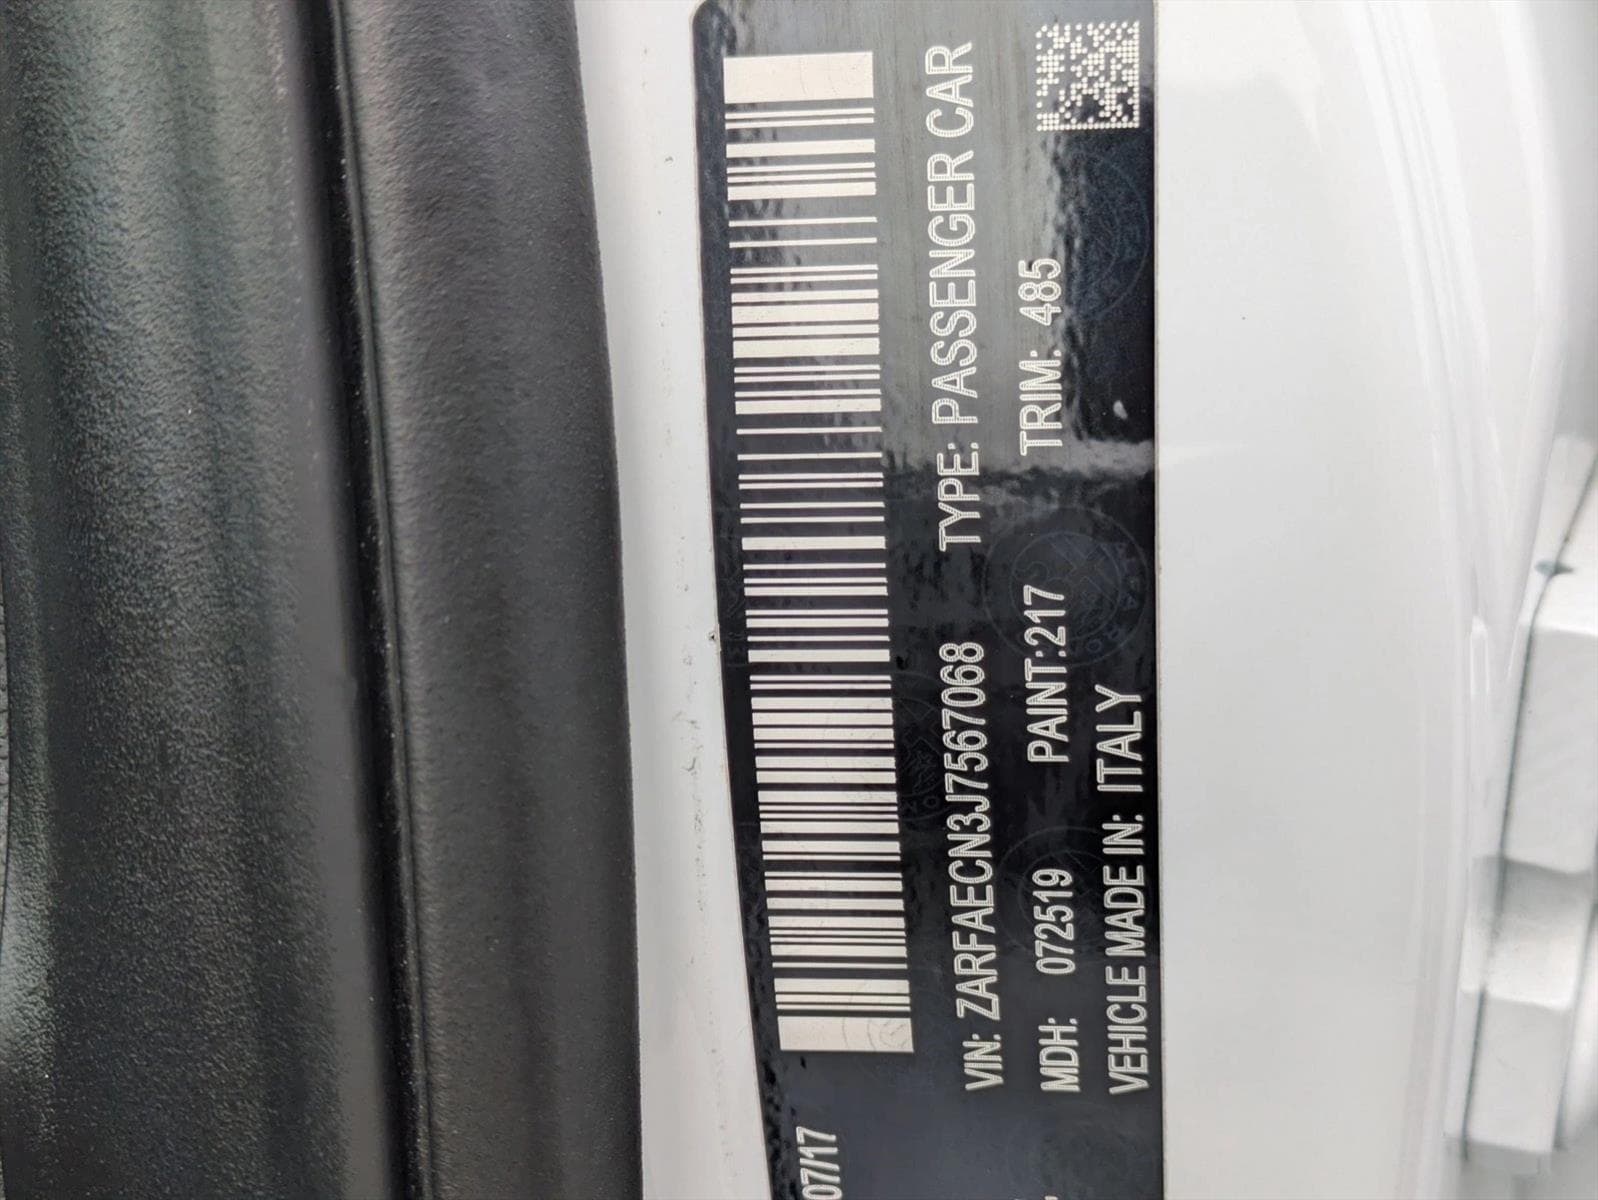 07/17
VIN: ZARFAECN3J7567068 TYPE: PASSENGER CAR
MDH: 072519 PAINT:217 TRIM: 485
VEHICLE MADE IN: ITALY